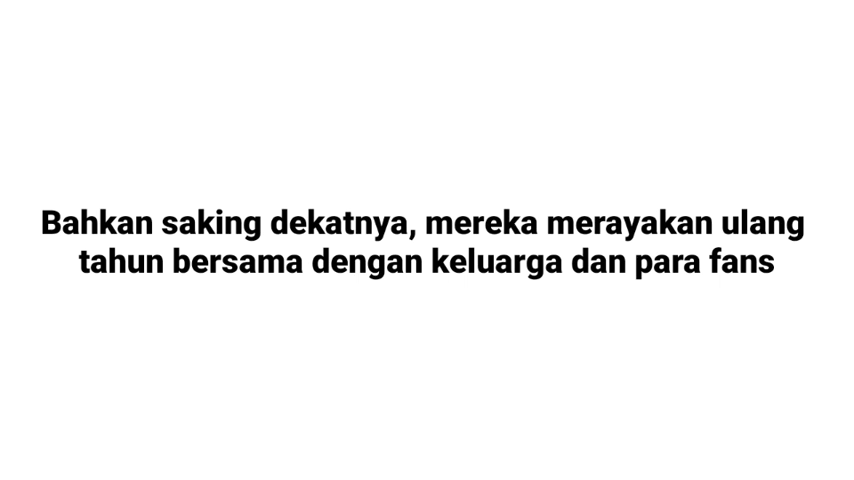 Bahkan saking dekatnya, mereka merayakan ulang
tahun bersama dengan keluarga dan para fans